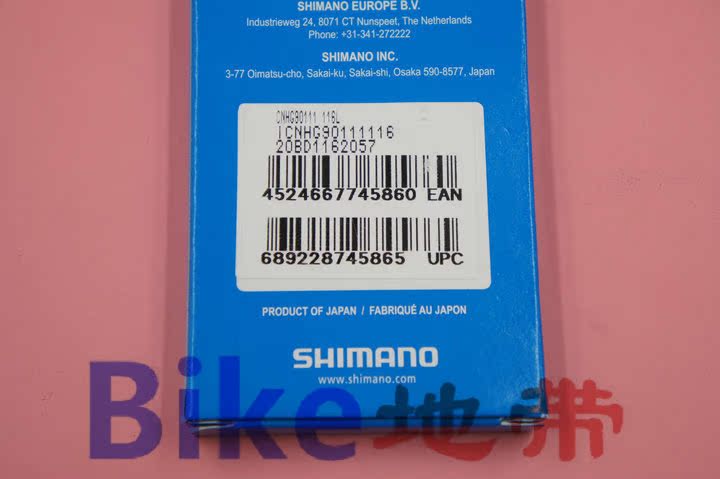 SHIMANO EUROPE B.V.
Industrieweg 24, 8071 CT Nunspeet, The Netherlands
Phone: +31-341-272222
SHIMANO INC.
3-77 Oimatsu-cho, Sakai-ku, Sakai-shi, Osaka 590-8577, Japan
CNHG90111 116L
ICNHG90111116
20BD1162057
4524667745860 EAN
689228745865 UPC
PRODUCT OF JAPAN / FABRIQUÉ AU JAPON
SHIMANO
www.shimano.com
Bike地带